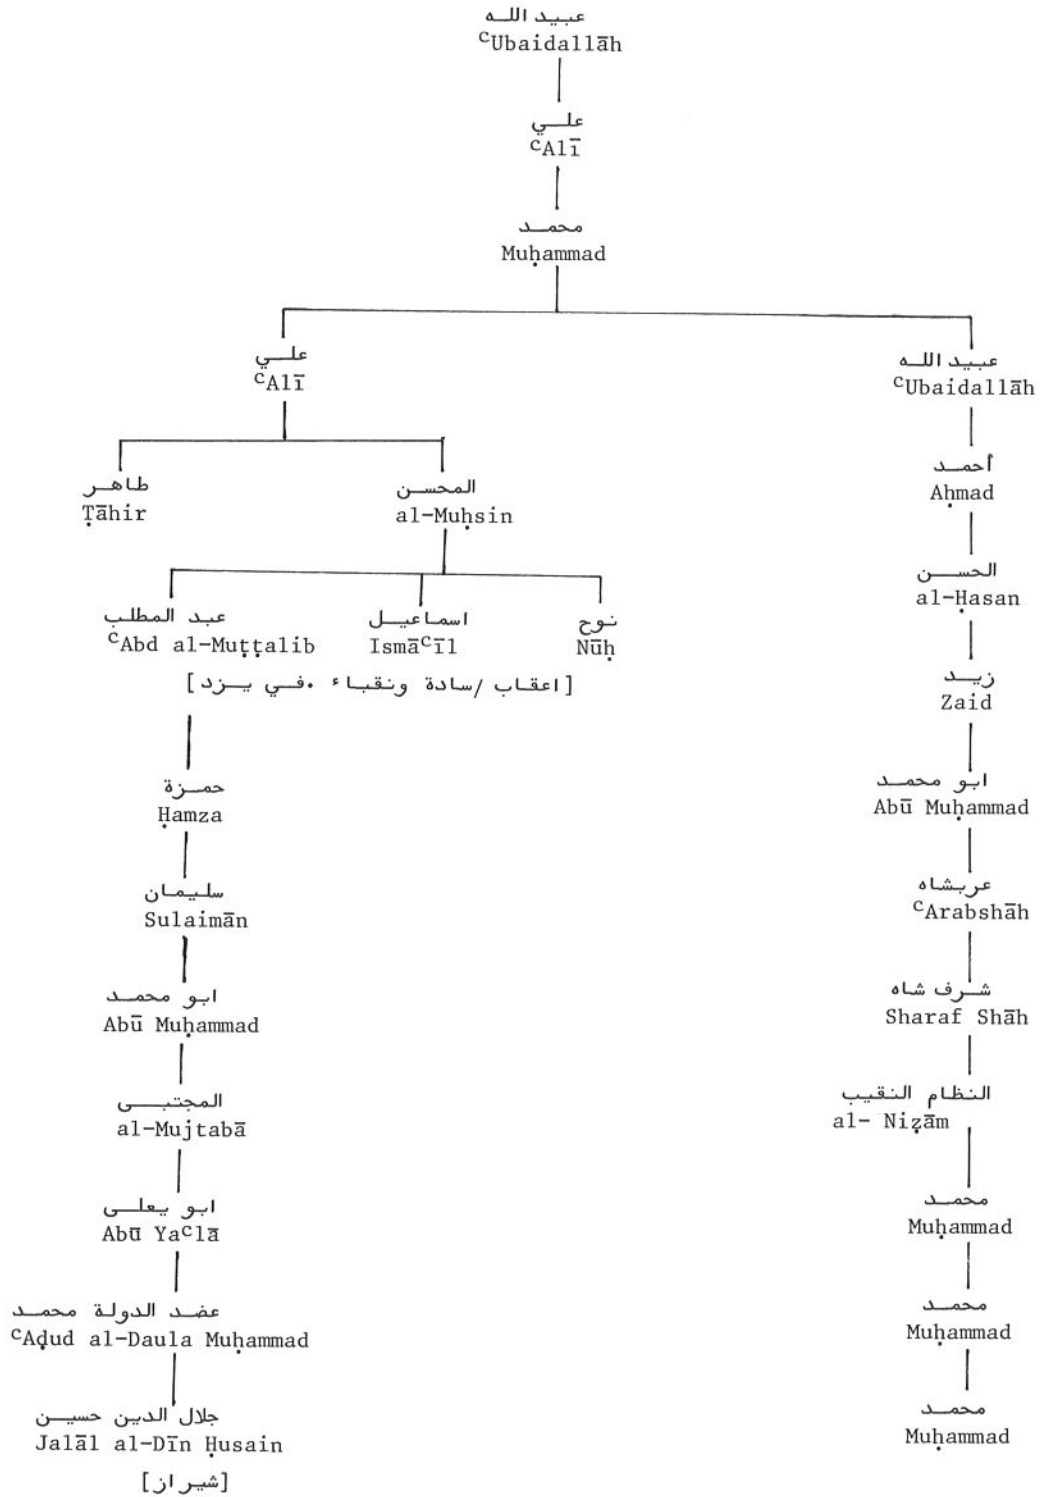 عبيد الله
ᶜUbaidallāh
علي
ᶜAlī
محمد
Muḥammad
علي
ᶜAlī
عبيد الله
ᶜUbaidallāh
طاهر
Ṭāhir
المحسن
al-Muḥsin
أحمد
Aḥmad
الحسن
al-Ḥasan
عبد المطلب
ᶜAbd al-Muṭṭalib
اسماعيل
Ismāᶜīl
نوح
Nūḥ
[اعقاب /سادة ونقباء .في يزد]
زيد
Zaid
حمزة
Ḥamza
ابو محمد
Abū Muḥammad
سليمان
Sulaimān
عربشاه
ᶜArabshāh
ابو محمد
Abū Muḥammad
شرف شاه
Sharaf Shāh
المجتبى
al-Mujtabā
النظام النقيب
al- Niẓām
ابو يعلى
Abū Yaᶜlā
محمد
Muḥammad
عضد الدولة محمد
ᶜAḍud al-Daula Muḥammad
محمد
Muḥammad
جلال الدين حسين
Jalāl al-Dīn Ḥusain
[شيراز]
محمد
Muḥammad